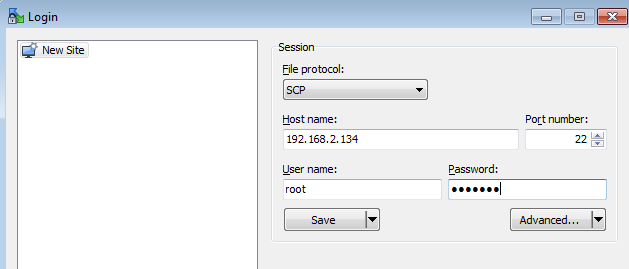 Login
New Site
Session
File protocol:
SCP
Host name:
Port number:
192.168.2.134
22
User name:
Password:
root
•••••••
Save
Advanced...